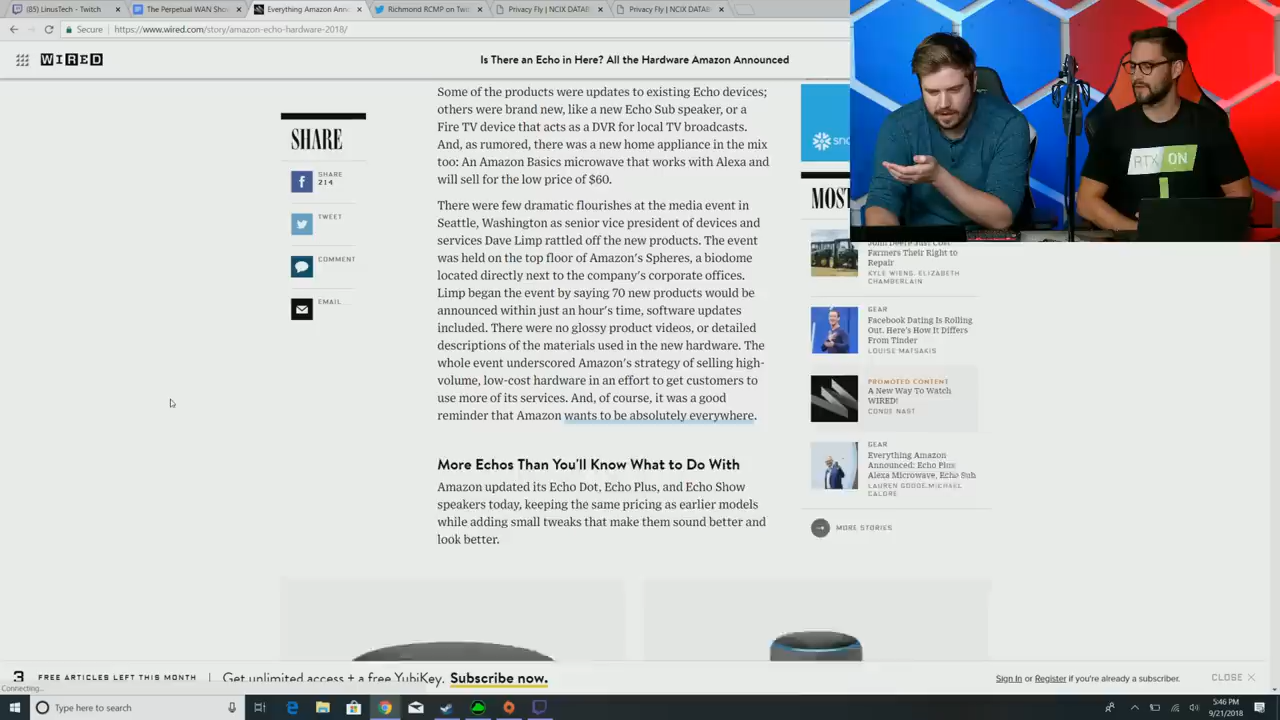 (85) LinusTech - Twitch
The Perpetual WAN Show
Everything Amazon Ann
Richmond RCMP on Twi
Privacy Fly | NCIX DATAB
Privacy Fly | NCIX DATAB
Secure
https://www.wired.com/story/amazon-echo-hardware-2018/
WIRED
Is There an Echo in Here? All the Hardware Amazon Announced
Some of the products were updates to existing Echo devices;
others were brand new, like a new Echo Sub speaker, or a
Fire TV device that acts as a DVR for local TV broadcasts.
And, as rumored, there was a new home appliance in the mix
too: An Amazon Basics microwave that works with Alexa and
will sell for the low price of $60.
There were few dramatic flourishes at the media event in
Seattle, Washington as senior vice president of devices and
services Dave Limp rattled off the new products. The event
was held on the top floor of Amazon's Spheres, a biodome
located directly next to the company's corporate offices.
Limp began the event by saying 70 new products would be
announced within just an hour's time, software updates
included. There were no glossy product videos, or detailed
descriptions of the materials used in the new hardware. The
whole event underscored Amazon's strategy of selling high-
volume, low-cost hardware in an effort to get customers to
use more of its services. And, of course, it was a good
reminder that Amazon wants to be absolutely everywhere.
More Echos Than You'll Know What to Do With
Amazon updated its Echo Dot, Echo Plus, and Echo Show
speakers today, keeping the same pricing as earlier models
while adding small tweaks that make them sound better and
look better.
SHARE
SHARE
214
TWEET
COMMENT
EMAIL
MOST
RTX ON
John Deere Just Cost
Farmers Their Right to
Repair
KYLE WIENS, ELIZABETH
CHAMBERLAIN
GEAR
Facebook Dating Is Rolling
Out. Here's How It Differs
From Tinder
LOUISE MATSAKIS
PROMOTED CONTENT
A New Way To Watch
WIRED!
CONDE NAST
GEAR
Everything Amazon
Announced: Echo Plus,
Alexa Microwave, Echo Sub
LAUREN GOODE, MICHAEL
CALORE
MORE STORIES
3 FREE ARTICLES LEFT THIS MONTH
Get unlimited access + a free YubiKey. Subscribe now.
Sign In or Register if you're already a subscriber.
CLOSE
Connecting...
Type here to search
5:46 PM
9/21/2018